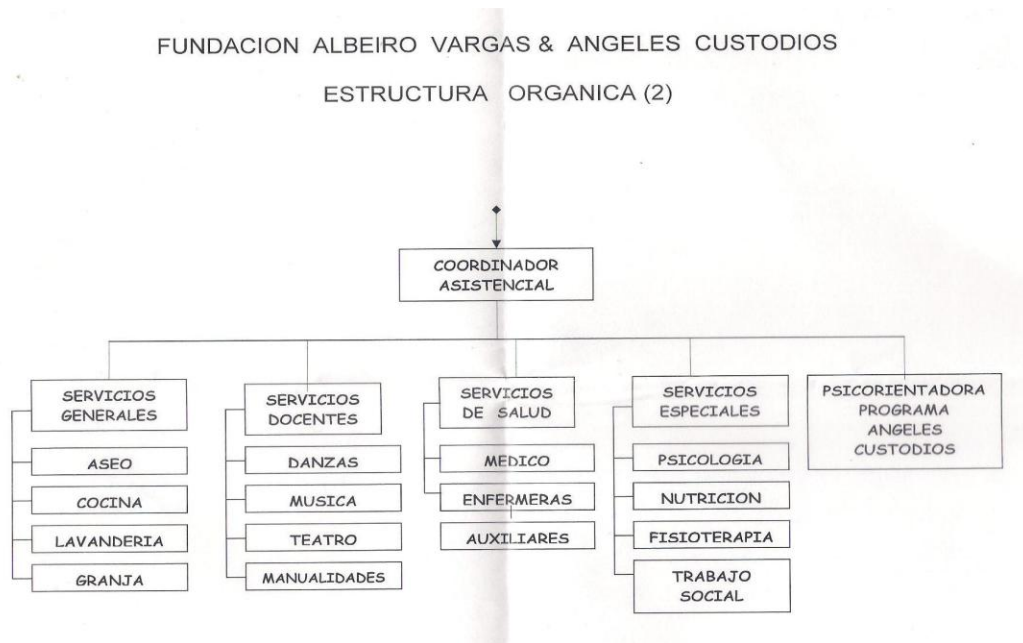 FUNDACION ALBEIRO VARGAS & ANGELES CUSTODIOS
ESTRUCTURA ORGANICA (2)
COORDINADOR
ASISTENCIAL
SERVICIOS
GENERALES
ASEO
COCINA
LAVANDERIA
GRANJA
SERVICIOS
DOCENTES
DANZAS
MUSICA
TEATRO
MANUALIDADES
SERVICIOS
DE SALUD
MEDICO
ENFERMERAS
AUXILIARES
SERVICIOS
ESPECIALES
PSICOLOGIA
NUTRICION
FISIOTERAPIA
TRABAJO
SOCIAL
PSICORIENTADORA
PROGRAMA
ANGELES
CUSTODIOS